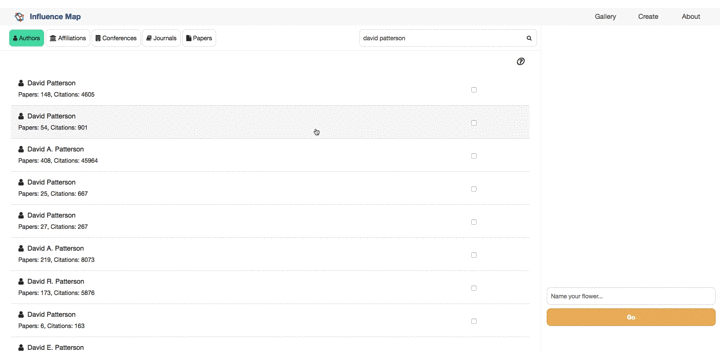 Influence Map
Gallery Create About
Authors Affiliations Conferences Journals Papers
david patterson
David Patterson
Papers: 148, Citations: 4605
David Patterson
Papers: 54, Citations: 901
David A. Patterson
Papers: 408, Citations: 45964
David Patterson
Papers: 25, Citations: 667
David Patterson
Papers: 27, Citations: 267
David A. Patterson
Papers: 219, Citations: 8073
David R. Patterson
Papers: 173, Citations: 5876
David Patterson
Papers: 6, Citations: 163
David E. Patterson
Name your flower...
Go